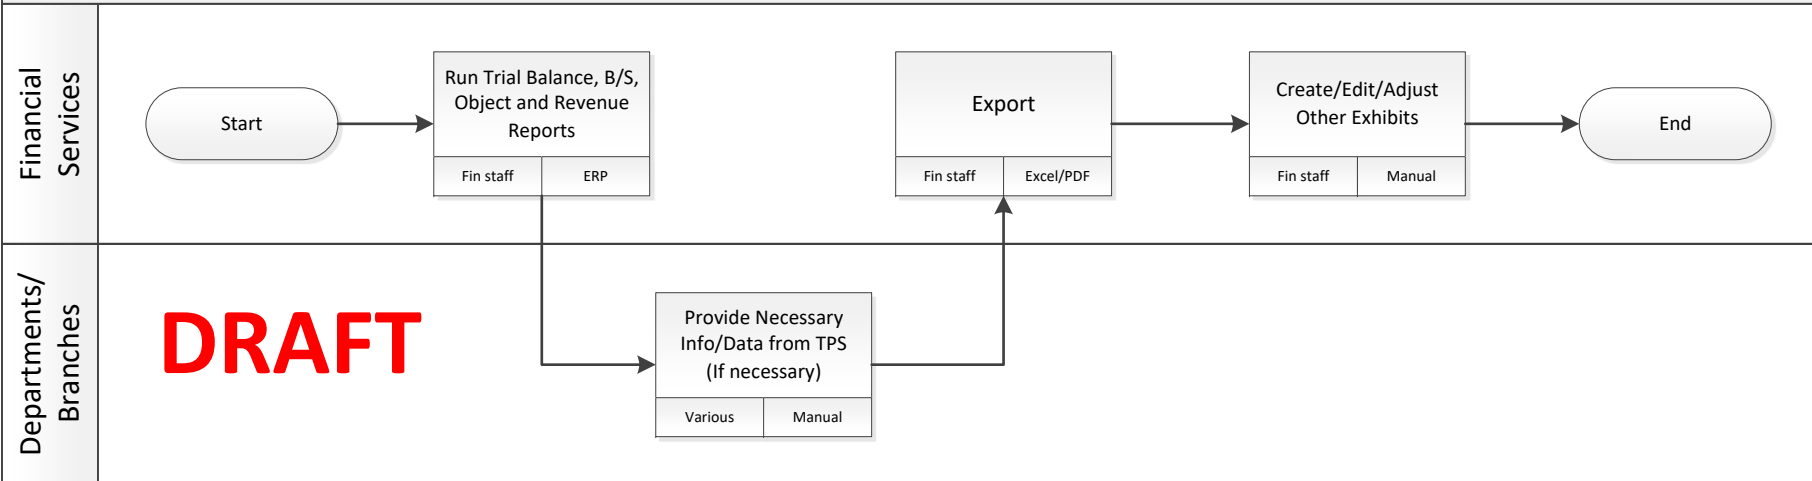 Financial
Services
Start
Run Trial Balance, B/S,
Object and Revenue
Reports
Fin staff
ERP
Export
Fin staff
Excel/PDF
Create/Edit/Adjust
Other Exhibits
Fin staff
Manual
End
Departments/
Branches
DRAFT
Provide Necessary
Info/Data from TPS
(If necessary)
Various
Manual